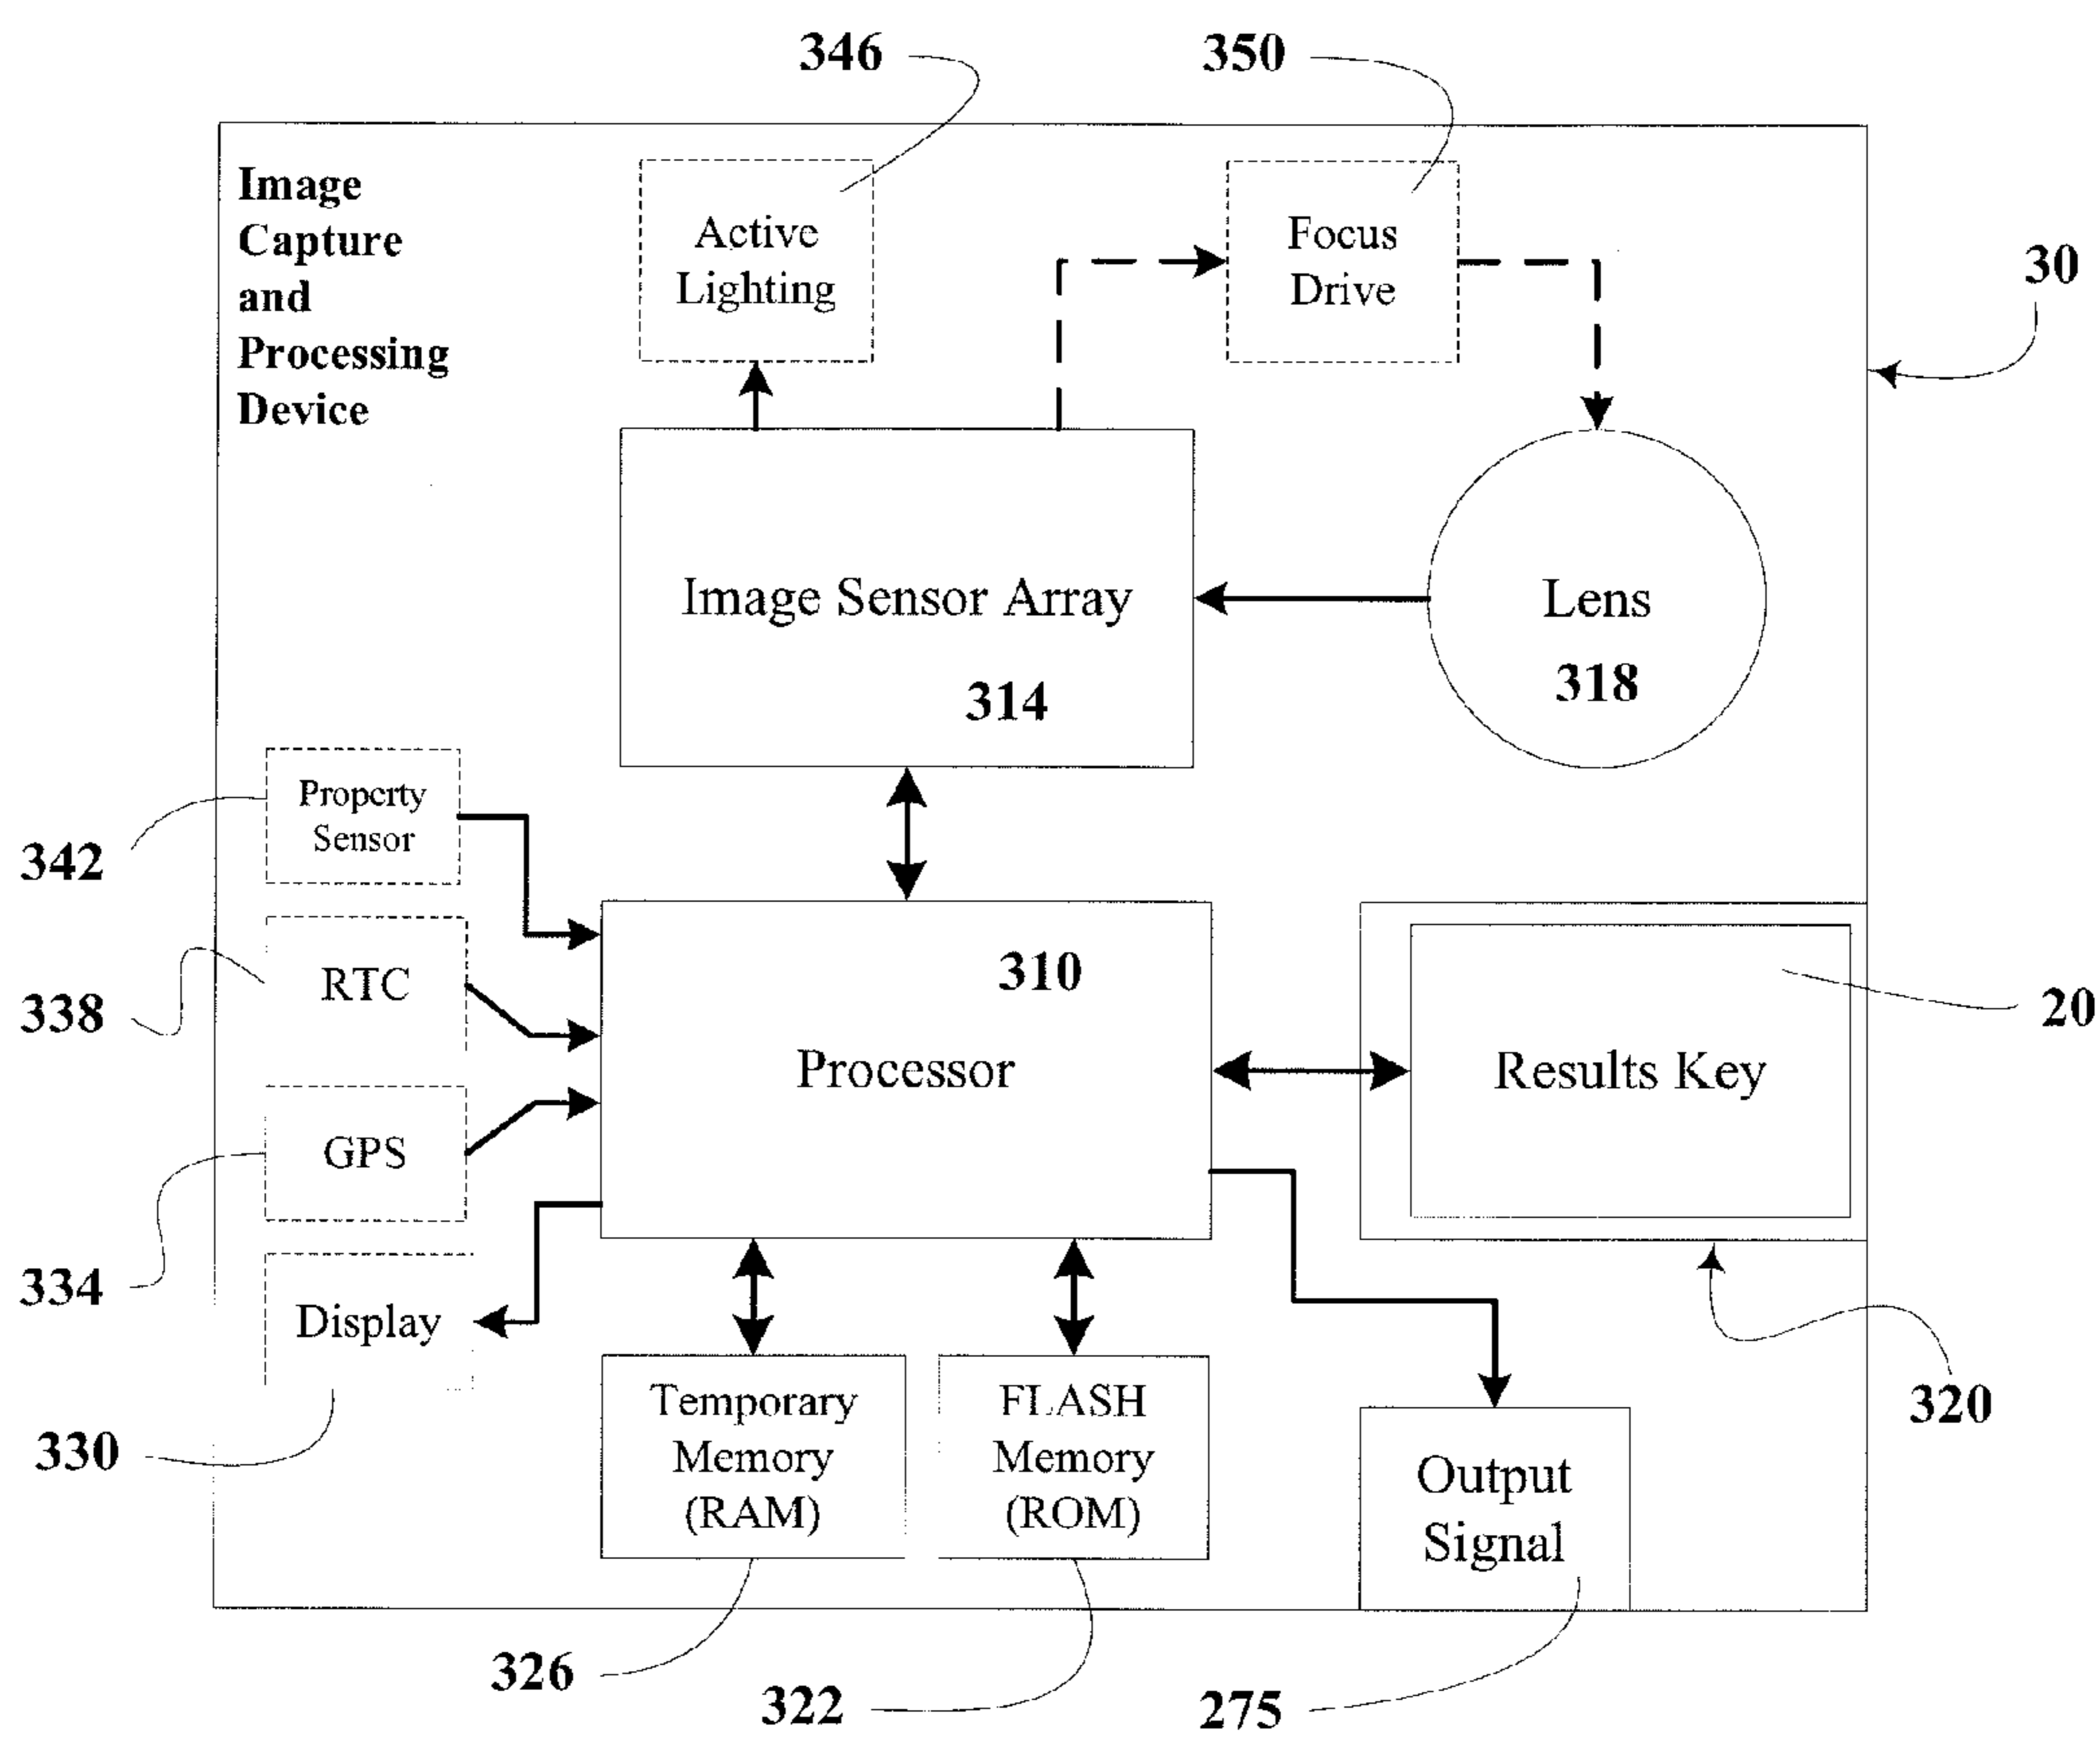 346
350
Image
Capture
and
Processing
Device
Active
Lighting
Focus
Drive
30
Image Sensor Array
314
Lens
318
Property
Sensor
342
RTC
338
GPS
334
Display
330
310
Processor
Results Key
20
320
Temporary
Memory
(RAM)
326
FLASH
Memory
(ROM)
322
Output
Signal
275